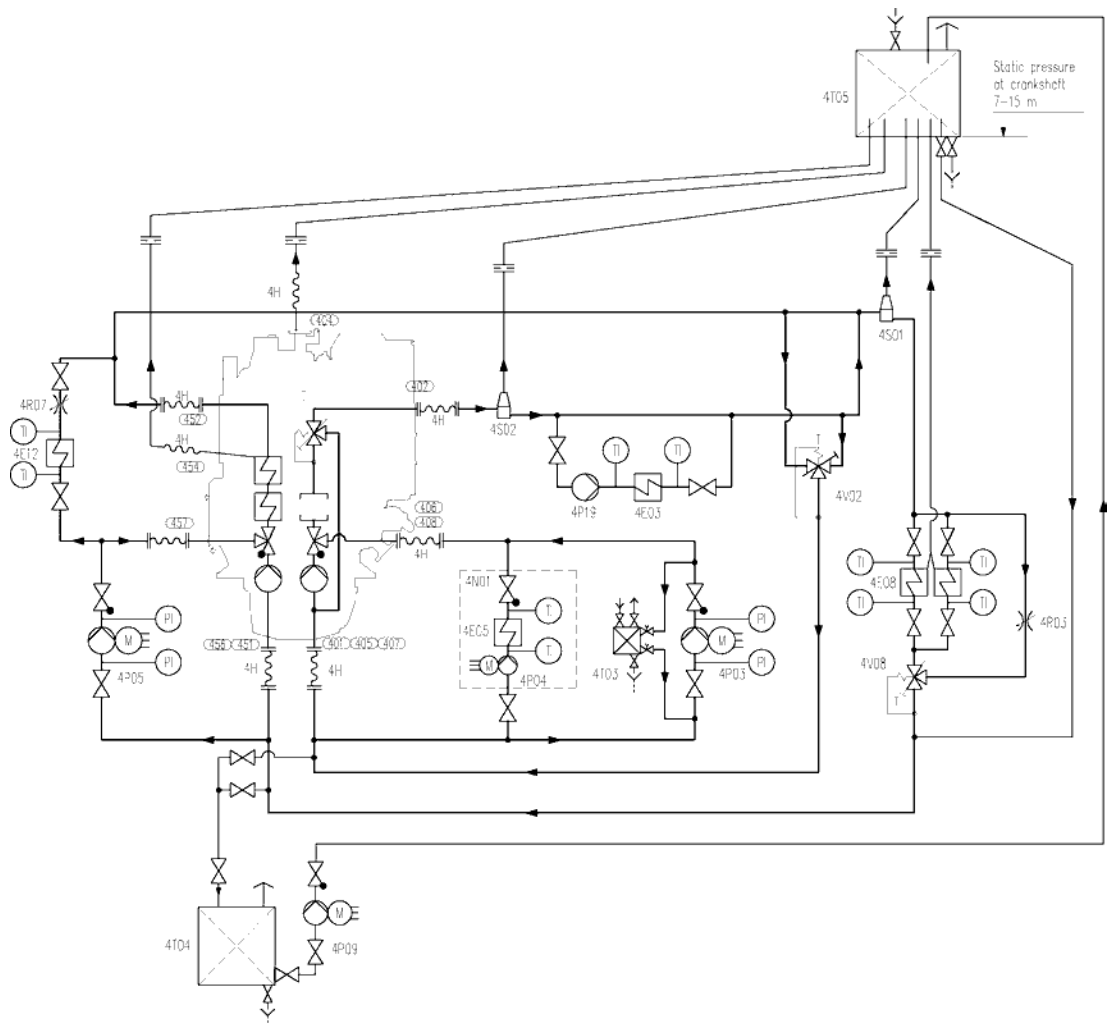 Static pressure
at crankshaft
7-15 m
4T05
4H
404
4S01
402
4R07
4H
452
4H
4S02
TI
4E12
4H
454
TI
TI
TI
T
4V02
4P19
4E03
406
408
457
4H
TI
TI
4E08
4N01
TI
TI
PI
T
PI
4R03
4EC5
M
T
M
PI
456
451
401
405
407
M
4T03
PI
4V08
4P05
4H
4H
4P04
4P03
T
4T04
M
4P09